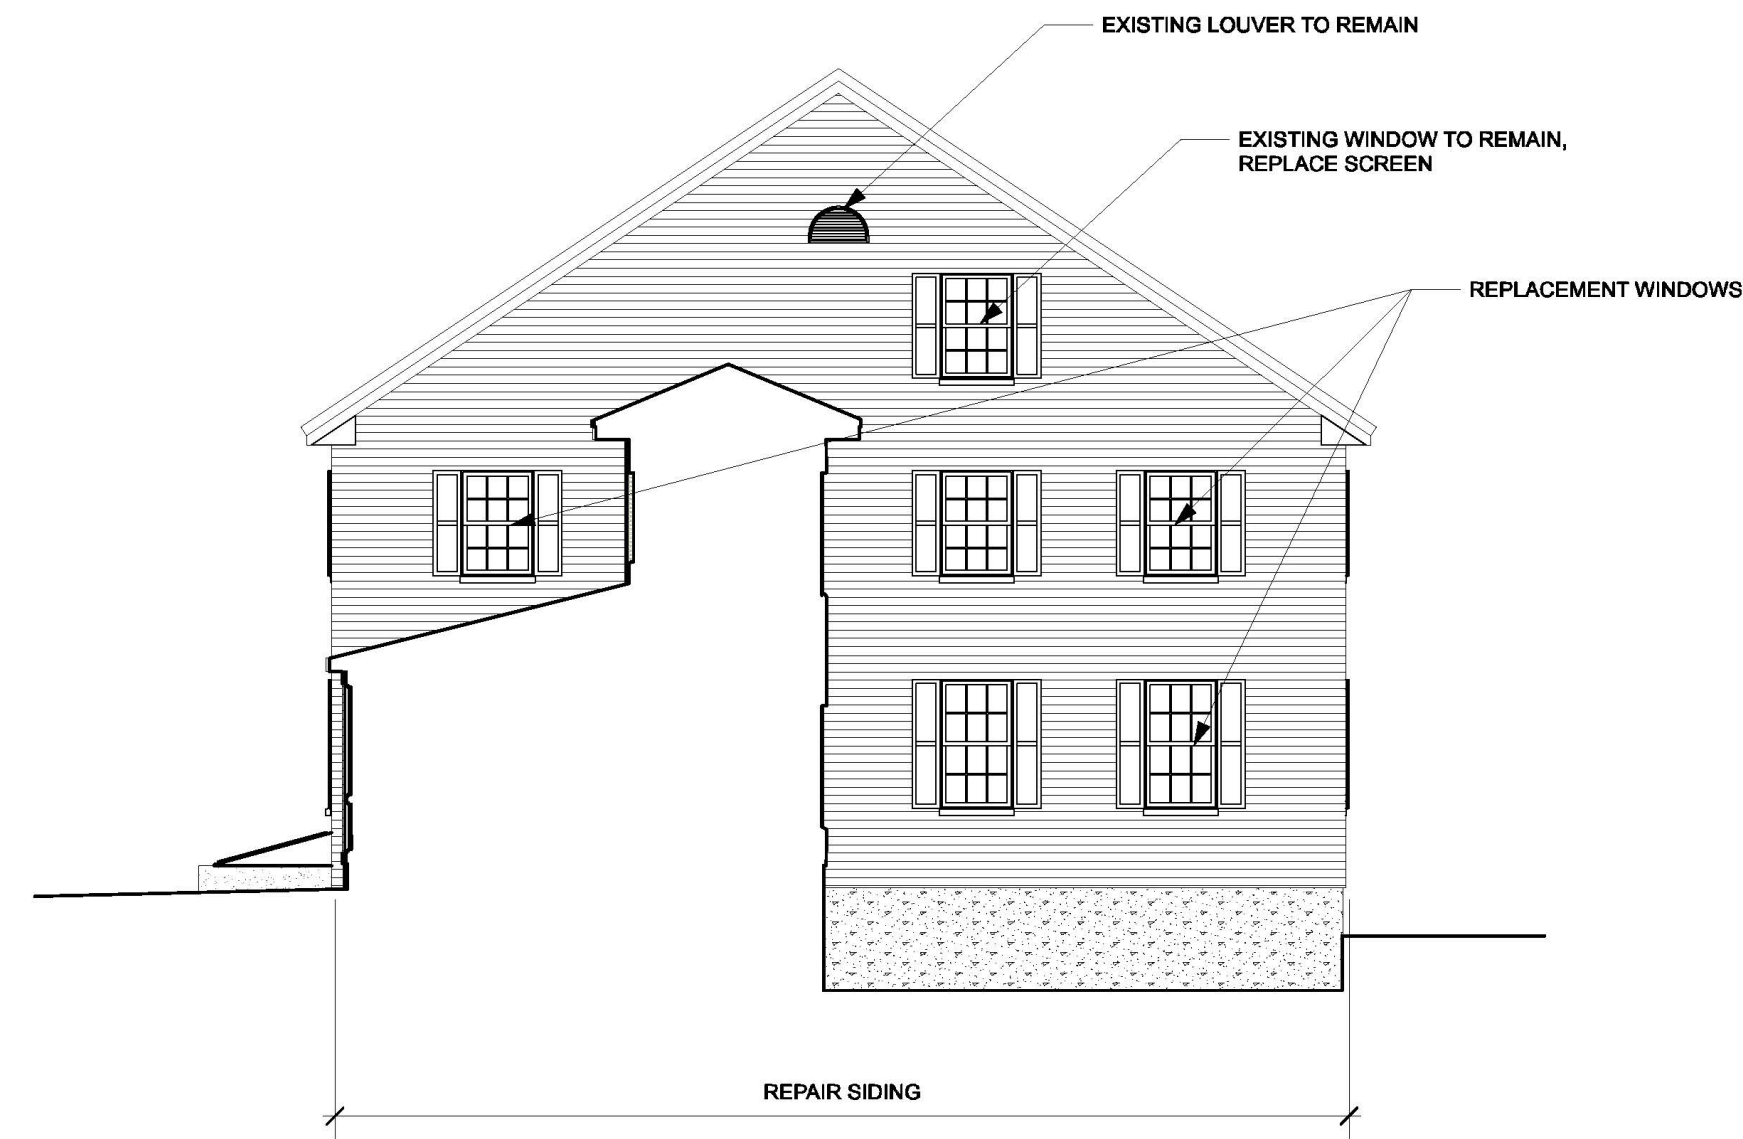 EXISTING LOUVER TO REMAIN
EXISTING WINDOW TO REMAIN,
REPLACE SCREEN
REPLACEMENT WINDOWS
REPAIR SIDING